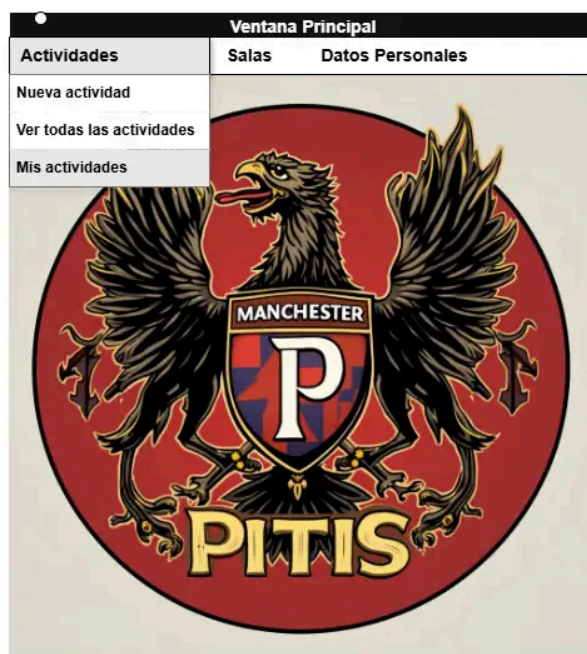 Ventana Principal
Actividades Salas Datos Personales
Nueva actividad
Ver todas las actividades
Mis actividades
MANCHESTER
P
PITIS